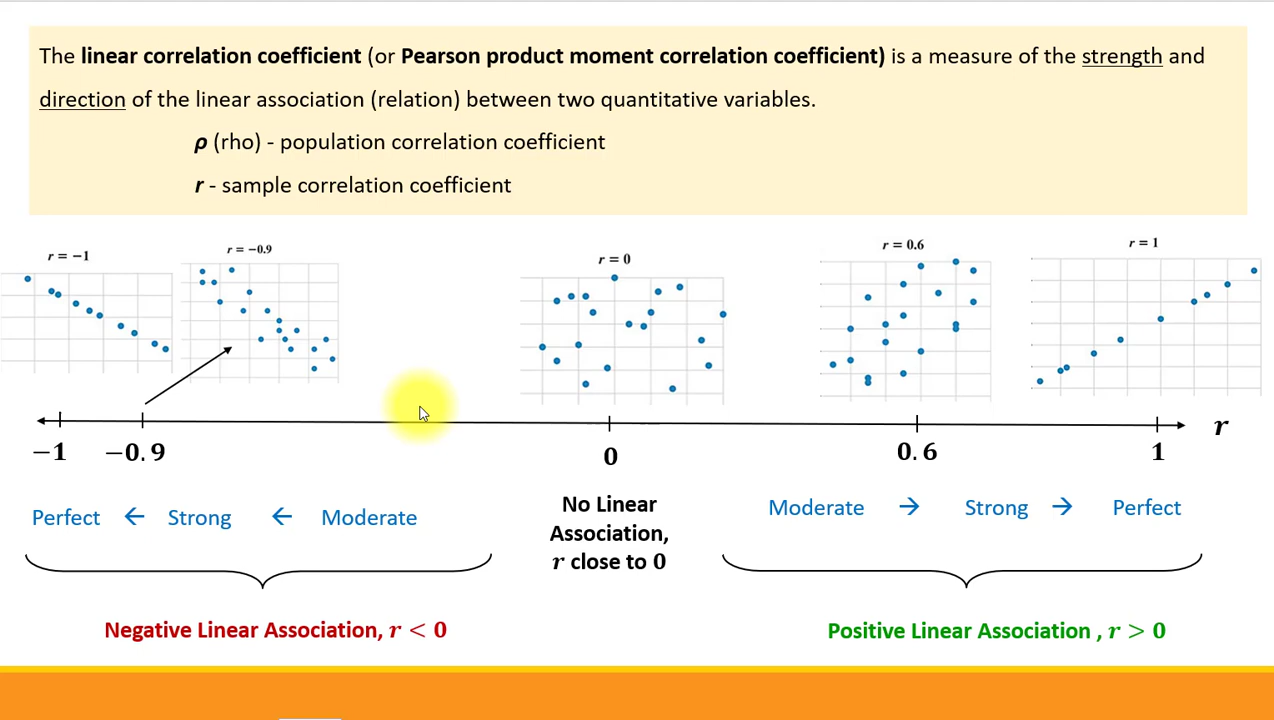 The linear correlation coefficient (or Pearson product moment correlation coefficient) is a measure of the strength and
direction of the linear association (relation) between two quantitative variables.
ρ (rho) - population correlation coefficient
r - sample correlation coefficient
r = −1
r = −0.9
r = 0
r = 0.6
r = 1
−1
−0.9
0
0.6
1
r
Perfect ← Strong ← Moderate
No Linear
Association,
r close to 0
Moderate → Strong → Perfect
Negative Linear Association, r < 0
Positive Linear Association , r > 0